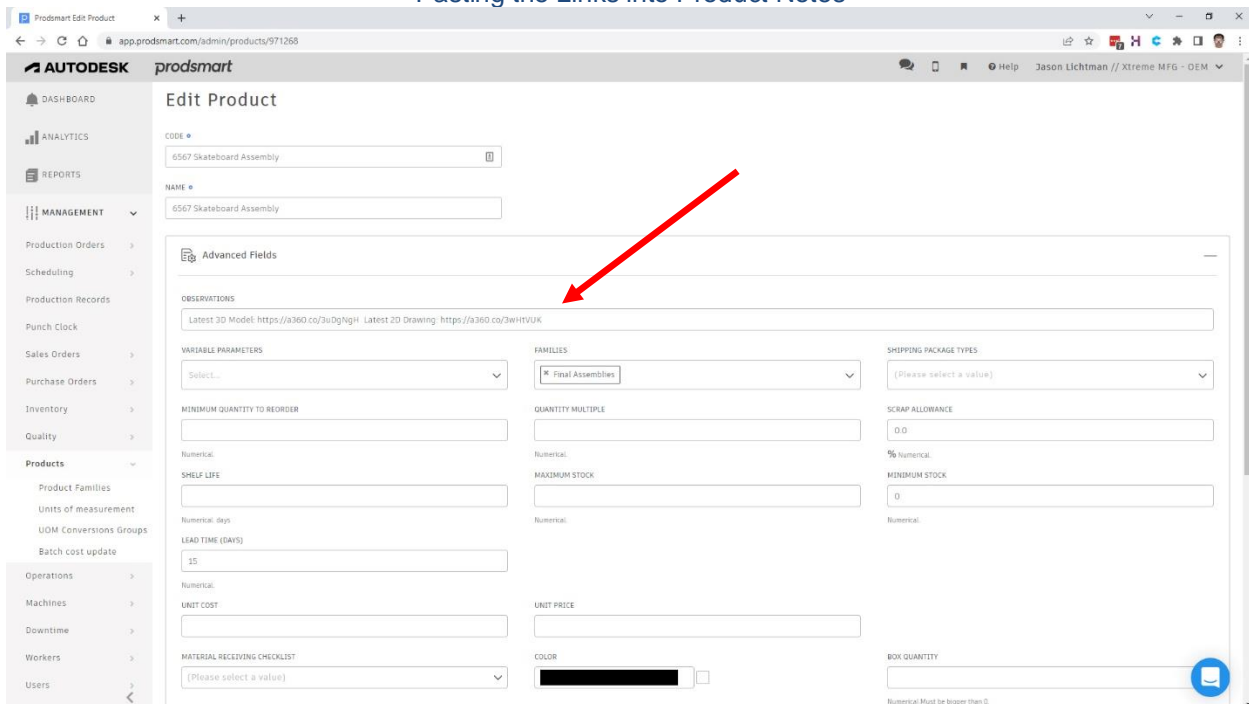 Pasting the Links into Product Notes
Prodsmart Edit Product
app.prodsmart.com/admin/products/971268
AUTODESK prodsmart
Help Jason Lichtman // Xtreme MFG - OEM
DASHBOARD
ANALYTICS
REPORTS
MANAGEMENT
Production Orders
Scheduling
Production Records
Punch Clock
Sales Orders
Purchase Orders
Inventory
Quality
Products
Product Families
Units of measurement
UOM Conversions Groups
Batch cost update
Operations
Machines
Downtime
Workers
Users
Edit Product
CODE
6567 Skateboard Assembly
NAME
6567 Skateboard Assembly
Advanced Fields
OBSERVATIONS
Latest 3D Model: https://a360.co/3uDgNgH Latest 2D Drawing: https://a360.co/3wHtVUK
VARIABLE PARAMETERS FAMILIES SHIPPING PACKAGE TYPES
Select... × Final Assemblies (Please select a value)
MINIMUM QUANTITY TO REORDER QUANTITY MULTIPLE SCRAP ALLOWANCE
0.0
Numerical. Numerical. % Numerical.
SHELF LIFE MAXIMUM STOCK MINIMUM STOCK
0
Numerical. days Numerical. Numerical.
LEAD TIME (DAYS)
15
Numerical.
UNIT COST UNIT PRICE
MATERIAL RECEIVING CHECKLIST COLOR BOX QUANTITY
(Please select a value)
Numerical.Must be bigger than 0.